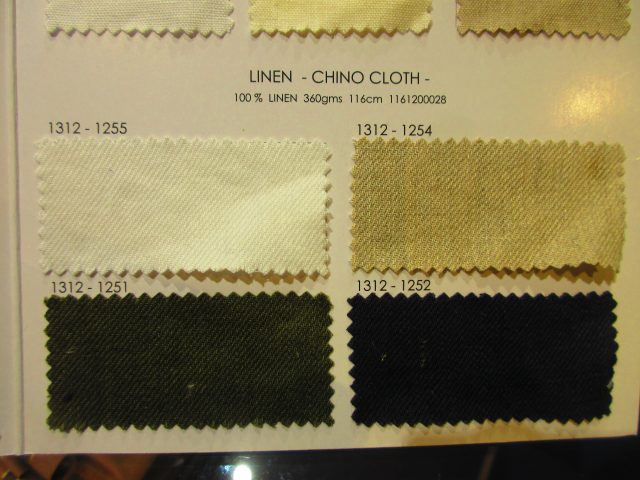 LINEN - CHINO CLOTH -
100 % LINEN 360gms 116cm 1161200028
1312 - 1255
1312 - 1254
1312 - 1251
1312 - 1252